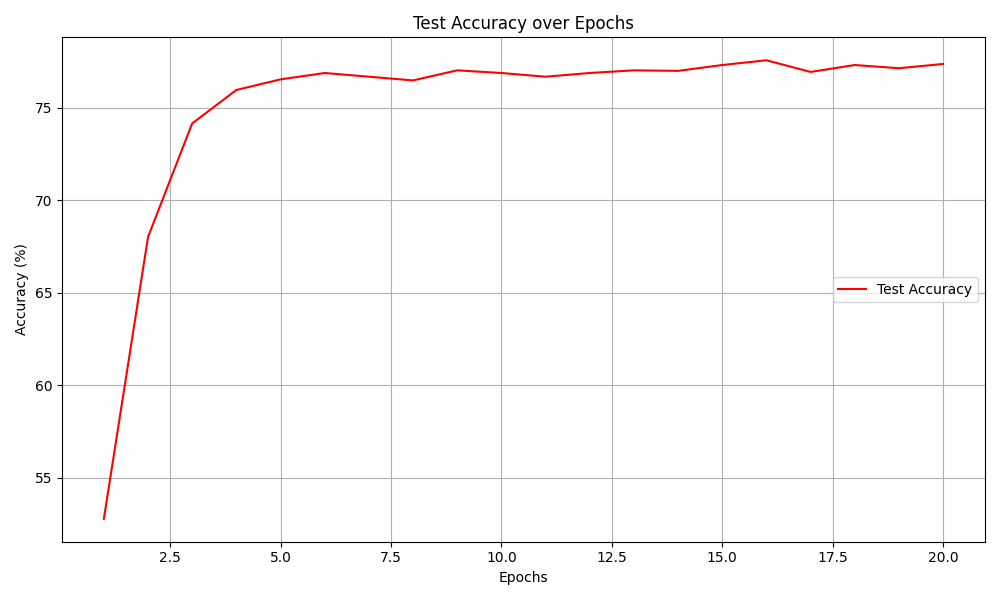 Test Accuracy over Epochs
Accuracy (%)
75
70
65
60
55
Test Accuracy
2.5 5.0 7.5 10.0 12.5 15.0 17.5 20.0
Epochs